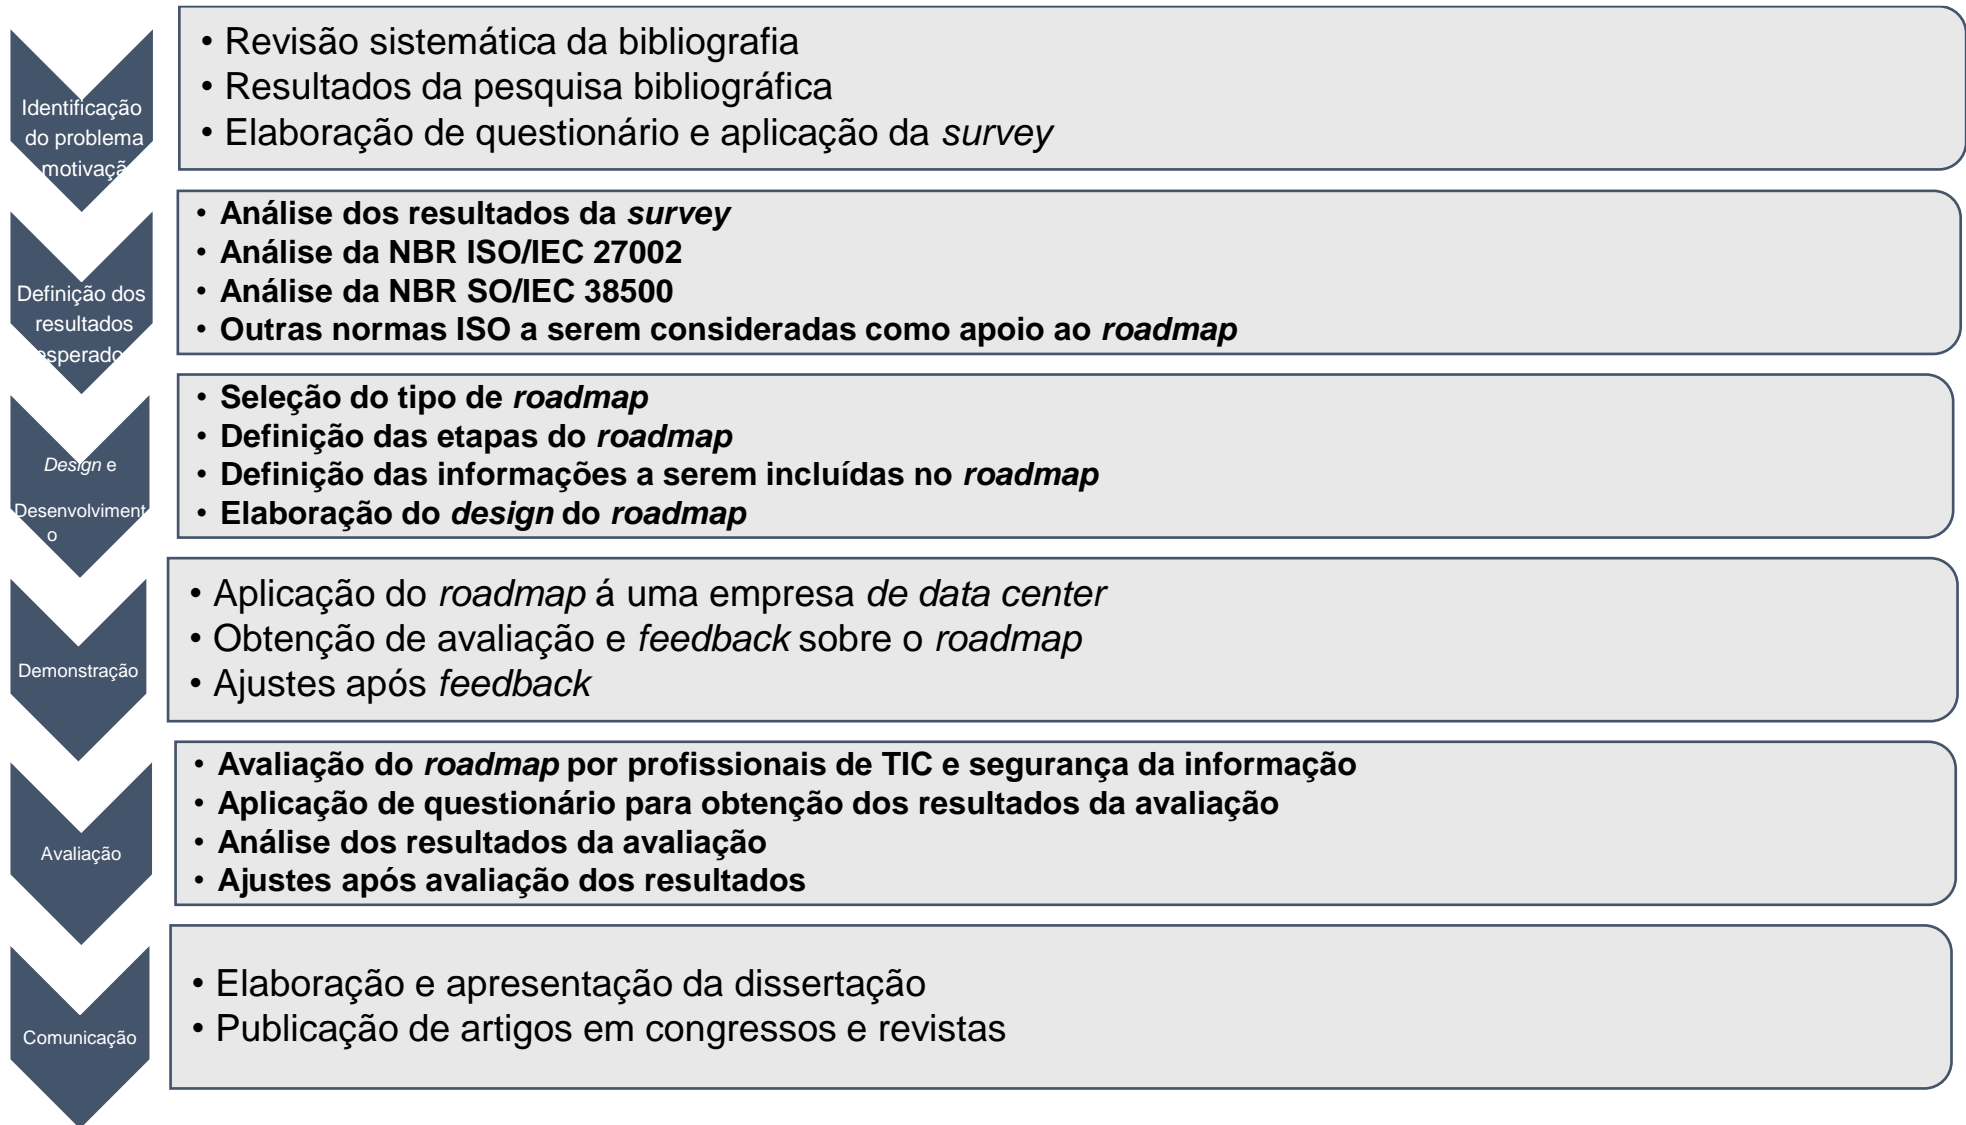 Identificação
do problema
motivaçã
• Revisão sistemática da bibliografia
• Resultados da pesquisa bibliográfica
• Elaboração de questionário e aplicação da survey
Definição dos
resultados
esperado
• Análise dos resultados da survey
• Análise da NBR ISO/IEC 27002
• Análise da NBR SO/IEC 38500
• Outras normas ISO a serem consideradas como apoio ao roadmap
Design e
Desenvolviment
o
• Seleção do tipo de roadmap
• Definição das etapas do roadmap
• Definição das informações a serem incluídas no roadmap
• Elaboração do design do roadmap
Demonstração
• Aplicação do roadmap á uma empresa de data center
• Obtenção de avaliação e feedback sobre o roadmap
• Ajustes após feedback
Avaliação
• Avaliação do roadmap por profissionais de TIC e segurança da informação
• Aplicação de questionário para obtenção dos resultados da avaliação
• Análise dos resultados da avaliação
• Ajustes após avaliação dos resultados
Comunicação
• Elaboração e apresentação da dissertação
• Publicação de artigos em congressos e revistas